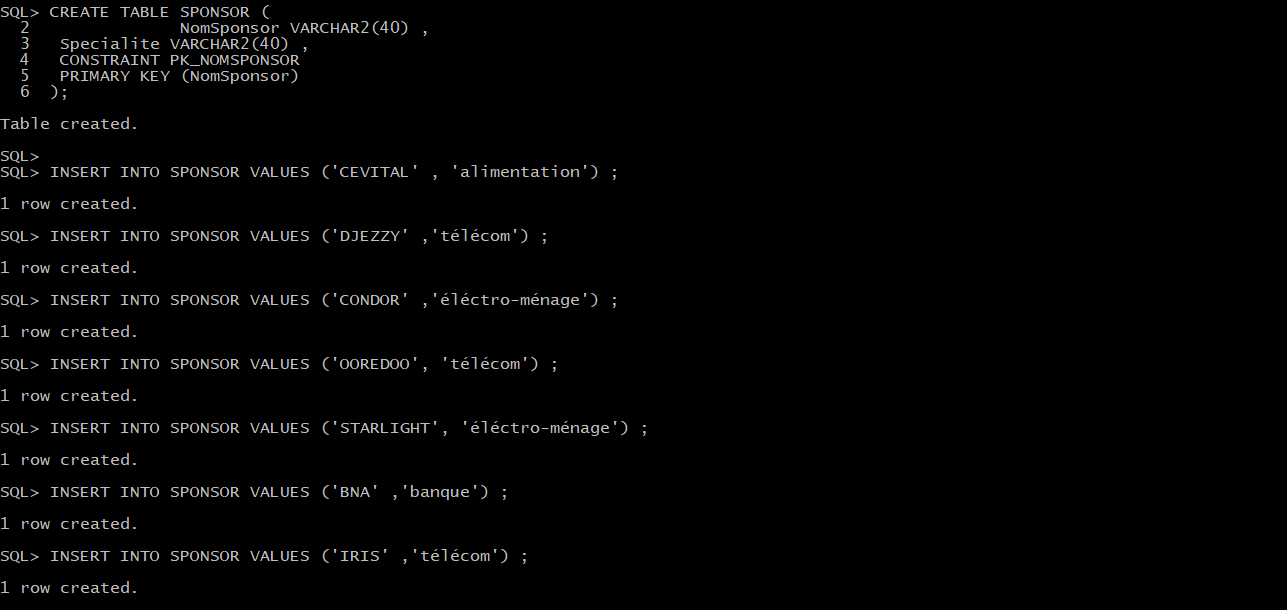 SQL> CREATE TABLE SPONSOR (
  2                NomSponsor VARCHAR2(40) ,
  3   Specialite VARCHAR2(40) ,
  4   CONSTRAINT PK_NOMSPONSOR
  5   PRIMARY KEY (NomSponsor)
  6  );
Table created.
SQL>
SQL> INSERT INTO SPONSOR VALUES ('CEVITAL' , 'alimentation') ;
1 row created.
SQL> INSERT INTO SPONSOR VALUES ('DJEZZY' ,'télécom') ;
1 row created.
SQL> INSERT INTO SPONSOR VALUES ('CONDOR' ,'éléctro-ménage') ;
1 row created.
SQL> INSERT INTO SPONSOR VALUES ('OOREDOO', 'télécom') ;
1 row created.
SQL> INSERT INTO SPONSOR VALUES ('STARLIGHT', 'éléctro-ménage') ;
1 row created.
SQL> INSERT INTO SPONSOR VALUES ('BNA' ,'banque') ;
1 row created.
SQL> INSERT INTO SPONSOR VALUES ('IRIS' ,'télécom') ;
1 row created.